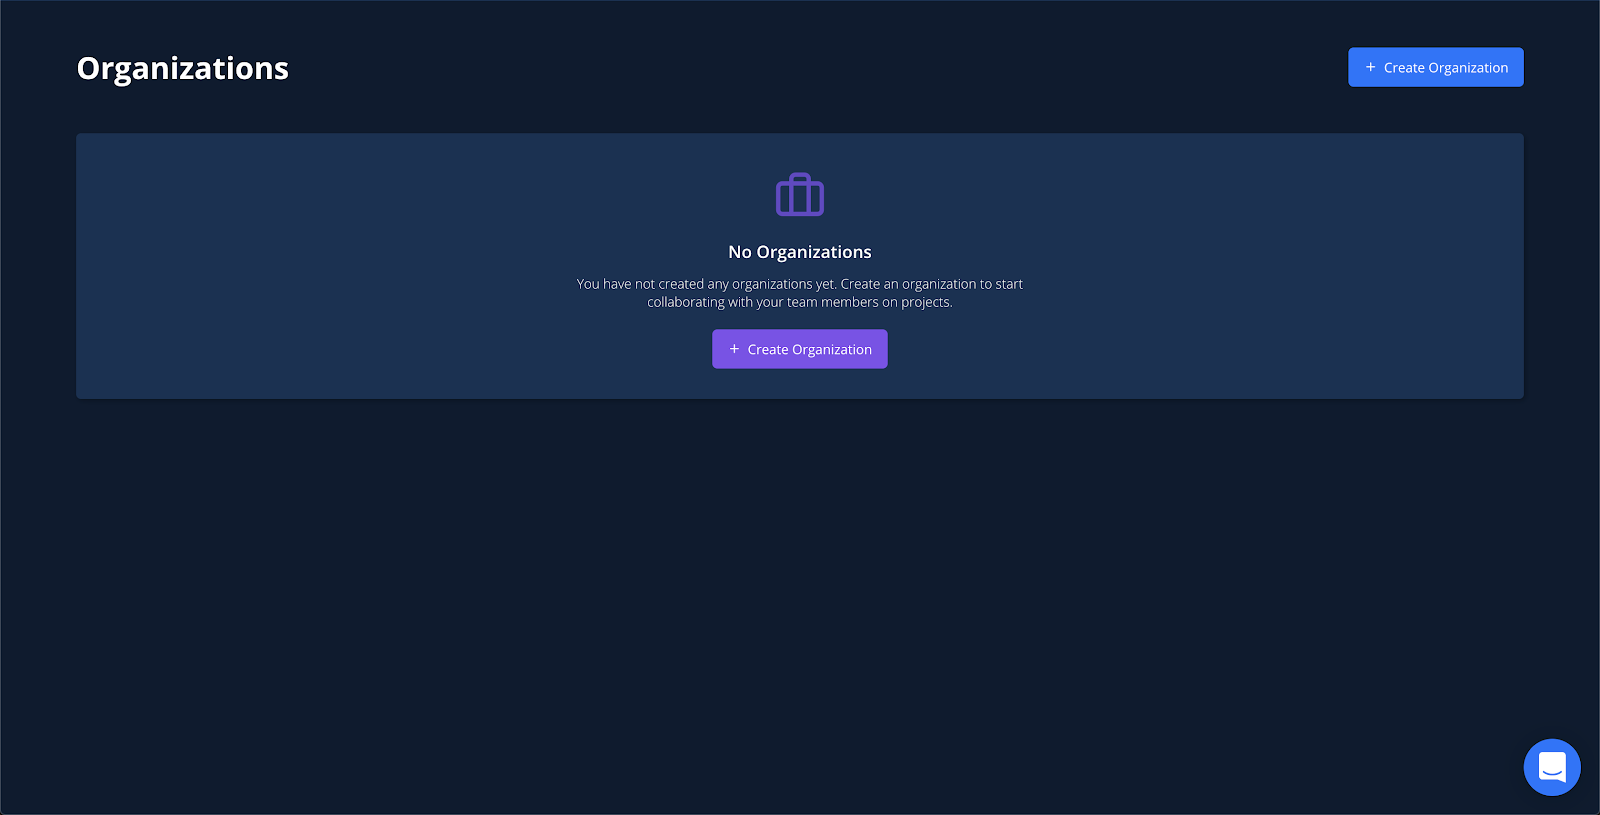 Organizations
+ Create Organization
No Organizations
You have not created any organizations yet. Create an organization to start
collaborating with your team members on projects.
+ Create Organization